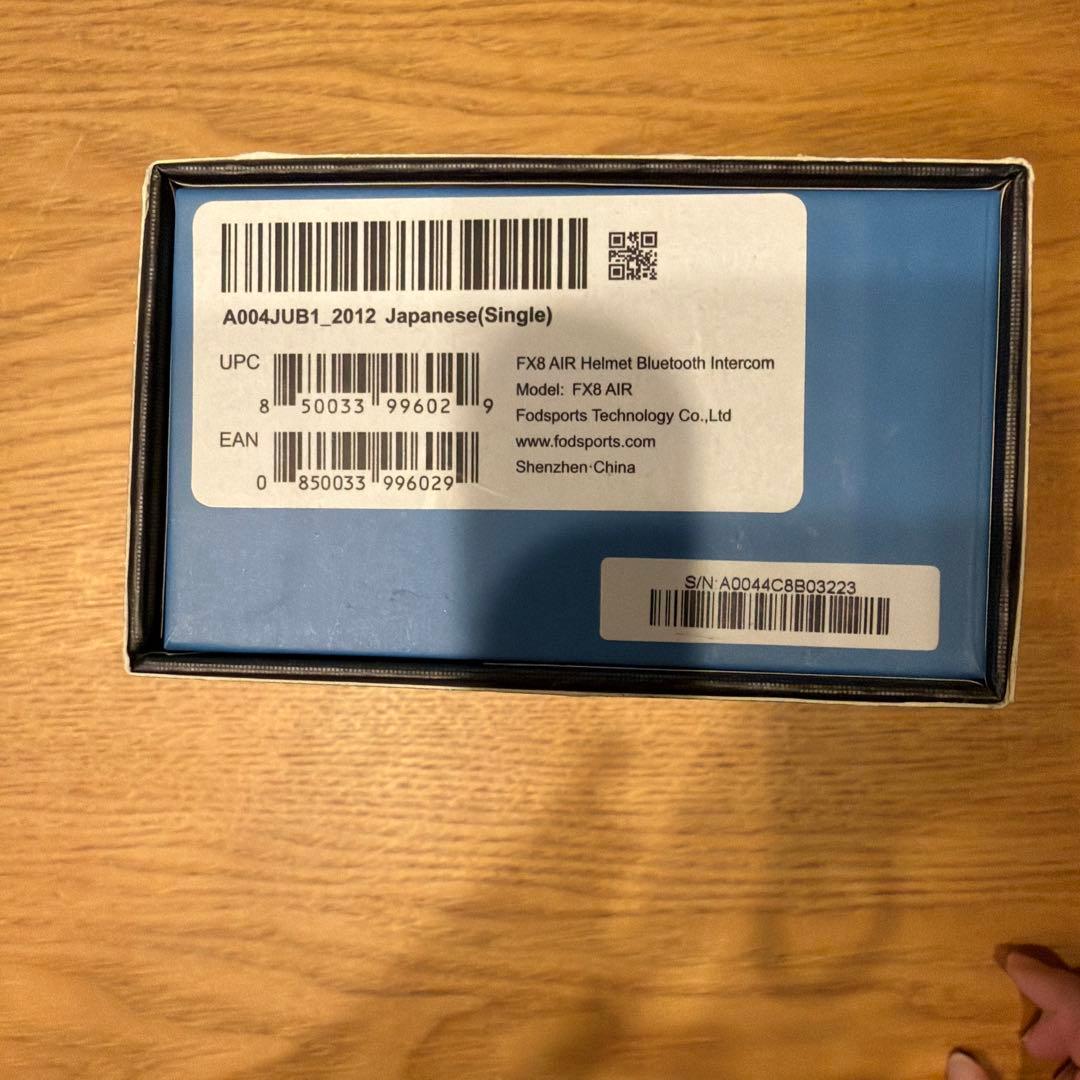 A004JUB1_2012 Japanese(Single)
UPC
8 50033 99602 9
EAN
0 850033 996029
FX8 AIR Helmet Bluetooth Intercom
Model: FX8 AIR
Fodsports Technology Co.,Ltd
www.fodsports.com
Shenzhen·China
S/N:A0044C8B03223